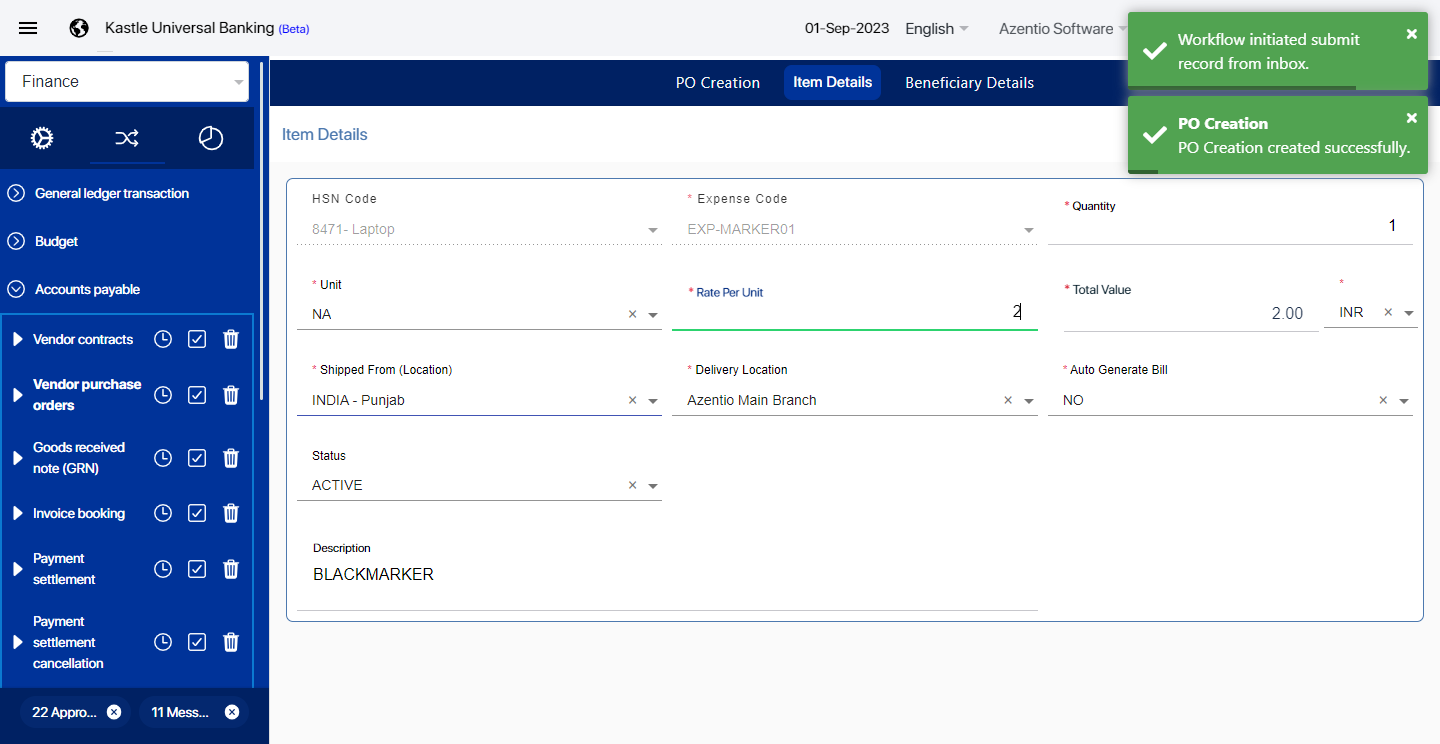 Kastle Universal Banking (Beta)
01-Sep-2023
English
Azentio Software
Workflow initiated submit
record from inbox.
PO Creation
PO Creation created successfully.
Finance
PO Creation
Item Details
Beneficiary Details
General ledger transaction
Budget
Accounts payable
Vendor contracts
Vendor purchase
orders
Goods received
note (GRN)
Invoice booking
Payment
settlement
Payment
settlement
cancellation
22 Appro...
11 Mess...
Item Details
HSN Code
8471- Laptop
* Expense Code
EXP-MARKER01
* Quantity
1
* Unit
NA
* Rate Per Unit
2
* Total Value
2.00
*
INR
* Shipped From (Location)
INDIA - Punjab
* Delivery Location
Azentio Main Branch
* Auto Generate Bill
NO
Status
ACTIVE
Description
BLACKMARKER